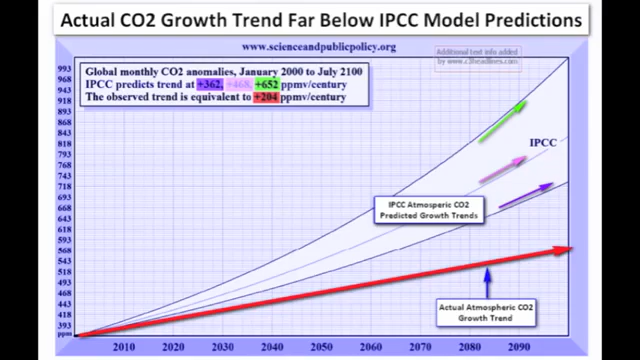 Actual CO2 Growth Trend Far Below IPCC Model Predictions
www.scienceandpublicpolicy.org
Additional text info added
by www.c3headlines.com
Global monthly CO2 anomalies, January 2000 to July 2100
IPCC predicts trend at +362, +468, +652 ppmv/century
The observed trend is equivalent to +204 ppmv/century
993
968
943
918
893
868
843
818
793
768
743
718
693
668
643
618
593
568
543
518
493
468
443
418
393
ppm
IPCC
IPCC Atmosperic CO2
Predicted Growth Trends
Actual Atmospheric CO2
Growth Trend
2010
2020
2030
2040
2050
2060
2070
2080
2090